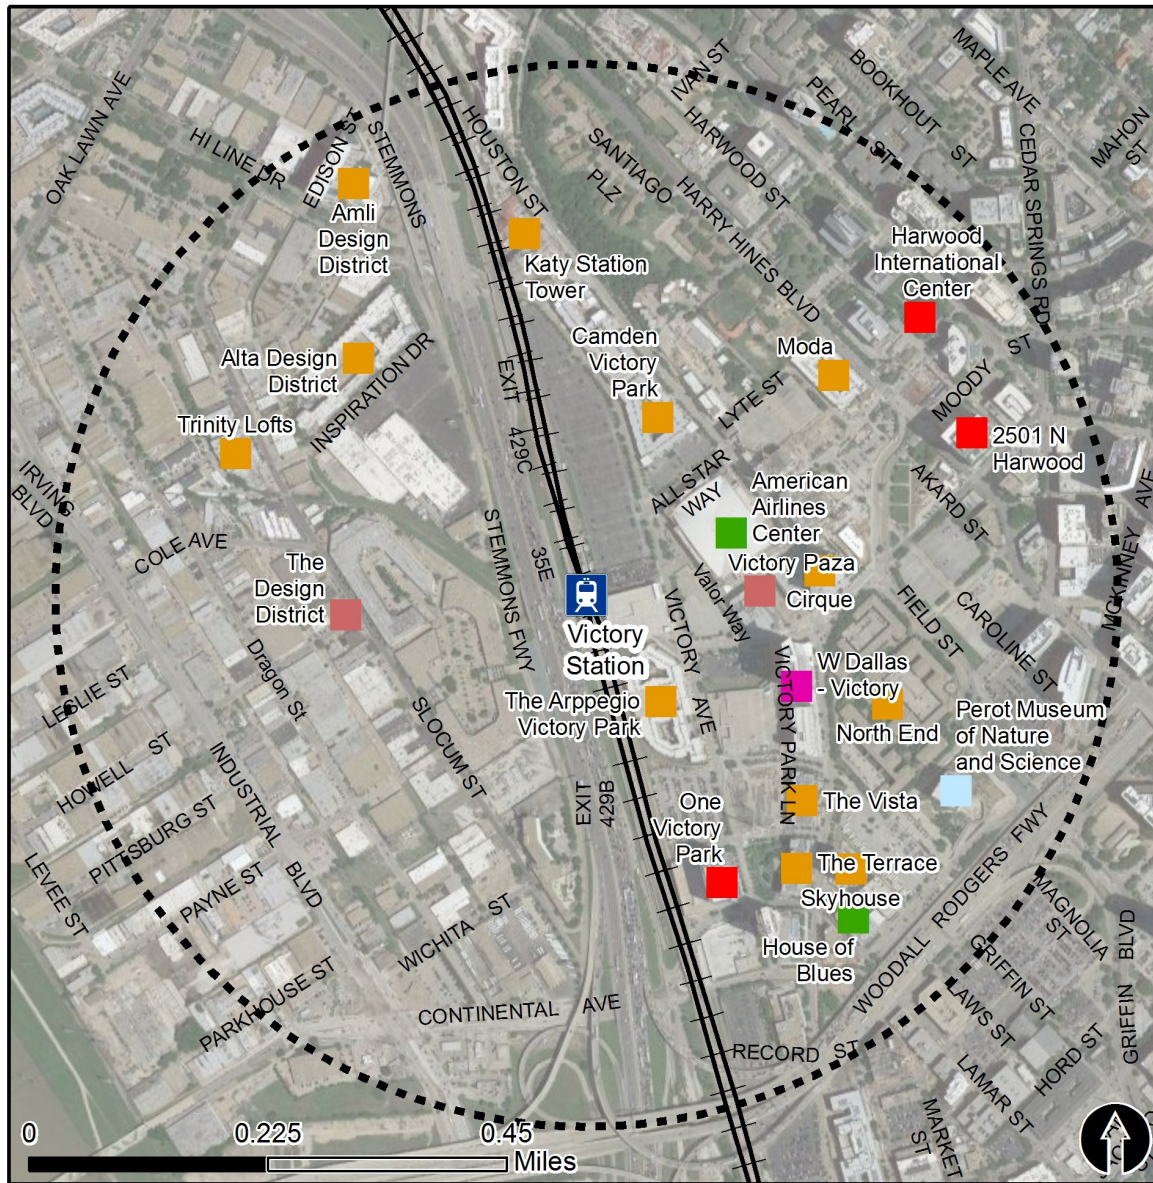 IVAN ST
MAPLE AVE
BOOKHOUT
ST
PEARL
ST
OAK LAWN AVE
HI LINE DR
EDISON ST
STEMMONS
HOUSTON ST
SANTIAGO
PLZ
HARWOOD ST
HARRY HINES BLVD
CEDAR SPRINGS RD
MAHON
ST
Amli
Design
District
Katy Station
Tower
Harwood
International
Center
Camden
Victory
Park
Moda
Alta Design
District
INSPIRATION DR
EXIT
429C
LYTE ST
MOODY
ST
Trinity Lofts
2501 N
Harwood
IRVING
BLVD
ALL STAR
WAY
American
Airlines
Center
AKARD ST
COLE AVE
STEMMONS FWY
35E
Victory Paza
Cirque
The
Design
District
Valor Way
VICTORY
AVE
FIELD ST
CAROLINE ST
MCKINNEY
AVE
Victory
Station
Dragon St
LESLIE ST
W Dallas
- Victory
VICTORY PARK LN
The Arppegio
Victory Park
SLOCUM ST
North End
Perot Museum
of Nature
and Science
HOWELL
ST
INDUSTRIAL
BLVD
EXIT
429B
PITTSBURG ST
One
Victory
Park
The Vista
LEVEE ST
PAYNE ST
The Terrace
Skyhouse
WICHITA
ST
House of
Blues
WOODALL
RODGERS
FWY
MAGNOLIA
ST
GRIFFIN ST
GRIFFIN
BLVD
PARKHOUSE ST
CONTINENTAL
AVE
LAWS ST
RECORD
ST
HORD ST
LAMAR ST
MARKET
ST
0
0.225
0.45
Miles